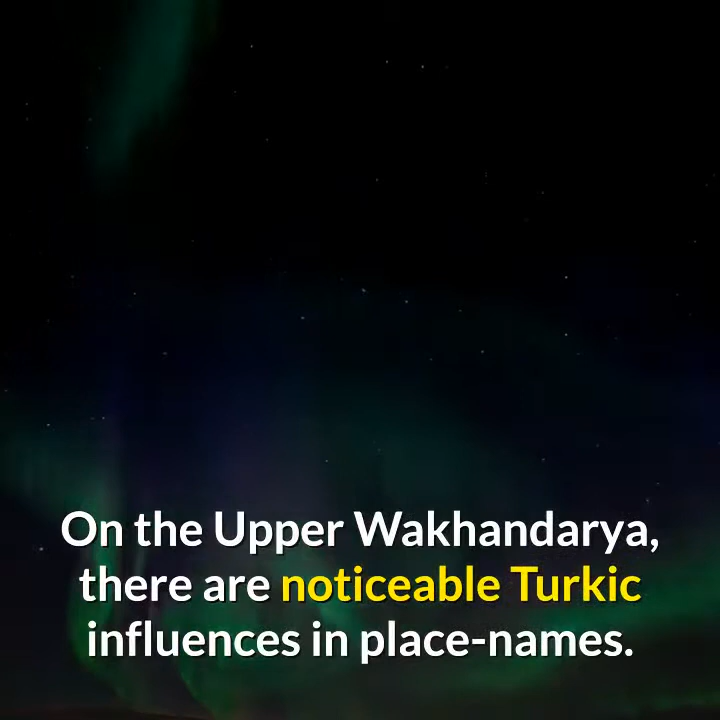 On the Upper Wakhandarya,
there are noticeable Turkic
influences in place-names.